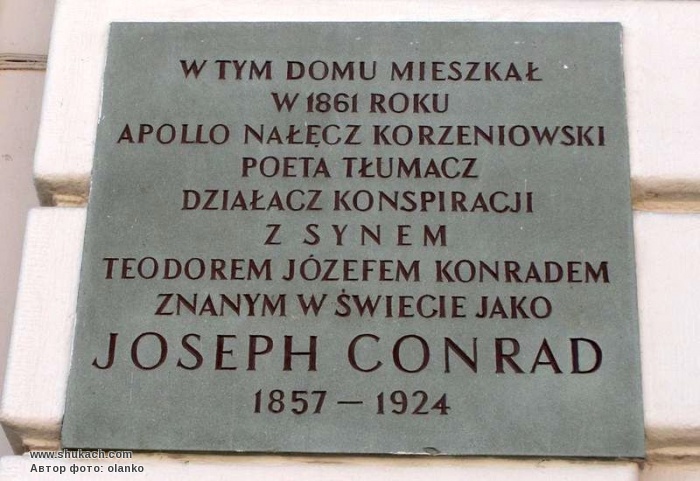 W TYM DOMU MIESZKAŁ
W 1861 ROKU
APOLLO NAŁĘCZ KORZENIOWSKI
POETA TŁUMACZ
DZIAŁACZ KONSPIRACJI
Z SYNEM
TEODOREM JÓZEFEM KONRADEM
ZNANYM W ŚWIECIE JAKO
JOSEPH CONRAD
1857 – 1924
www.shukach.com
Автор фото: olanko